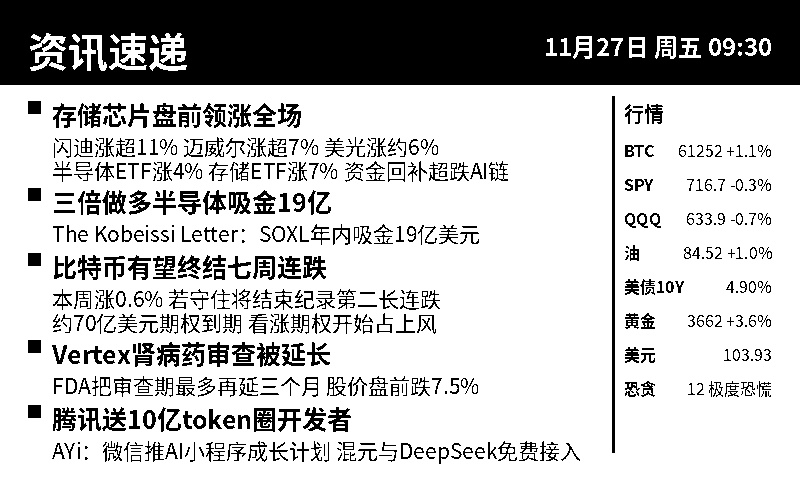 资讯速递
11月27日 周五 09:30
存储芯片盘前领涨全场
闪迪涨超11% 迈威尔涨超7% 美光涨约6%
半导体ETF涨4% 存储ETF涨7% 资金回补超跌AI链
三倍做多半导体吸金19亿
The Kobeissi Letter：SOXL年内吸金19亿美元
比特币有望终结七周连跌
本周涨0.6% 若守住将结束纪录第二长连跌
约70亿美元期权到期 看涨期权开始占上风
Vertex肾病药审查被延长
FDA把审查期最多再延三个月 股价盘前跌7.5%
腾讯送10亿token圈开发者
AYi：微信推AI小程序成长计划 混元与DeepSeek免费接入
行情
BTC 61252 +1.1%
SPY 716.7 -0.3%
QQQ 633.9 -0.7%
油 84.52 +1.0%
美债10Y 4.90%
黄金 3662 +3.6%
美元 103.93
恐贪 12 极度恐慌